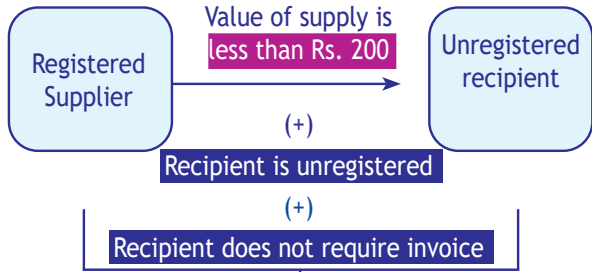 Registered
Supplier
Value of supply is
less than Rs. 200
Unregistered
recipient
(+)
Recipient is unregistered
(+)
Recipient does not require invoice